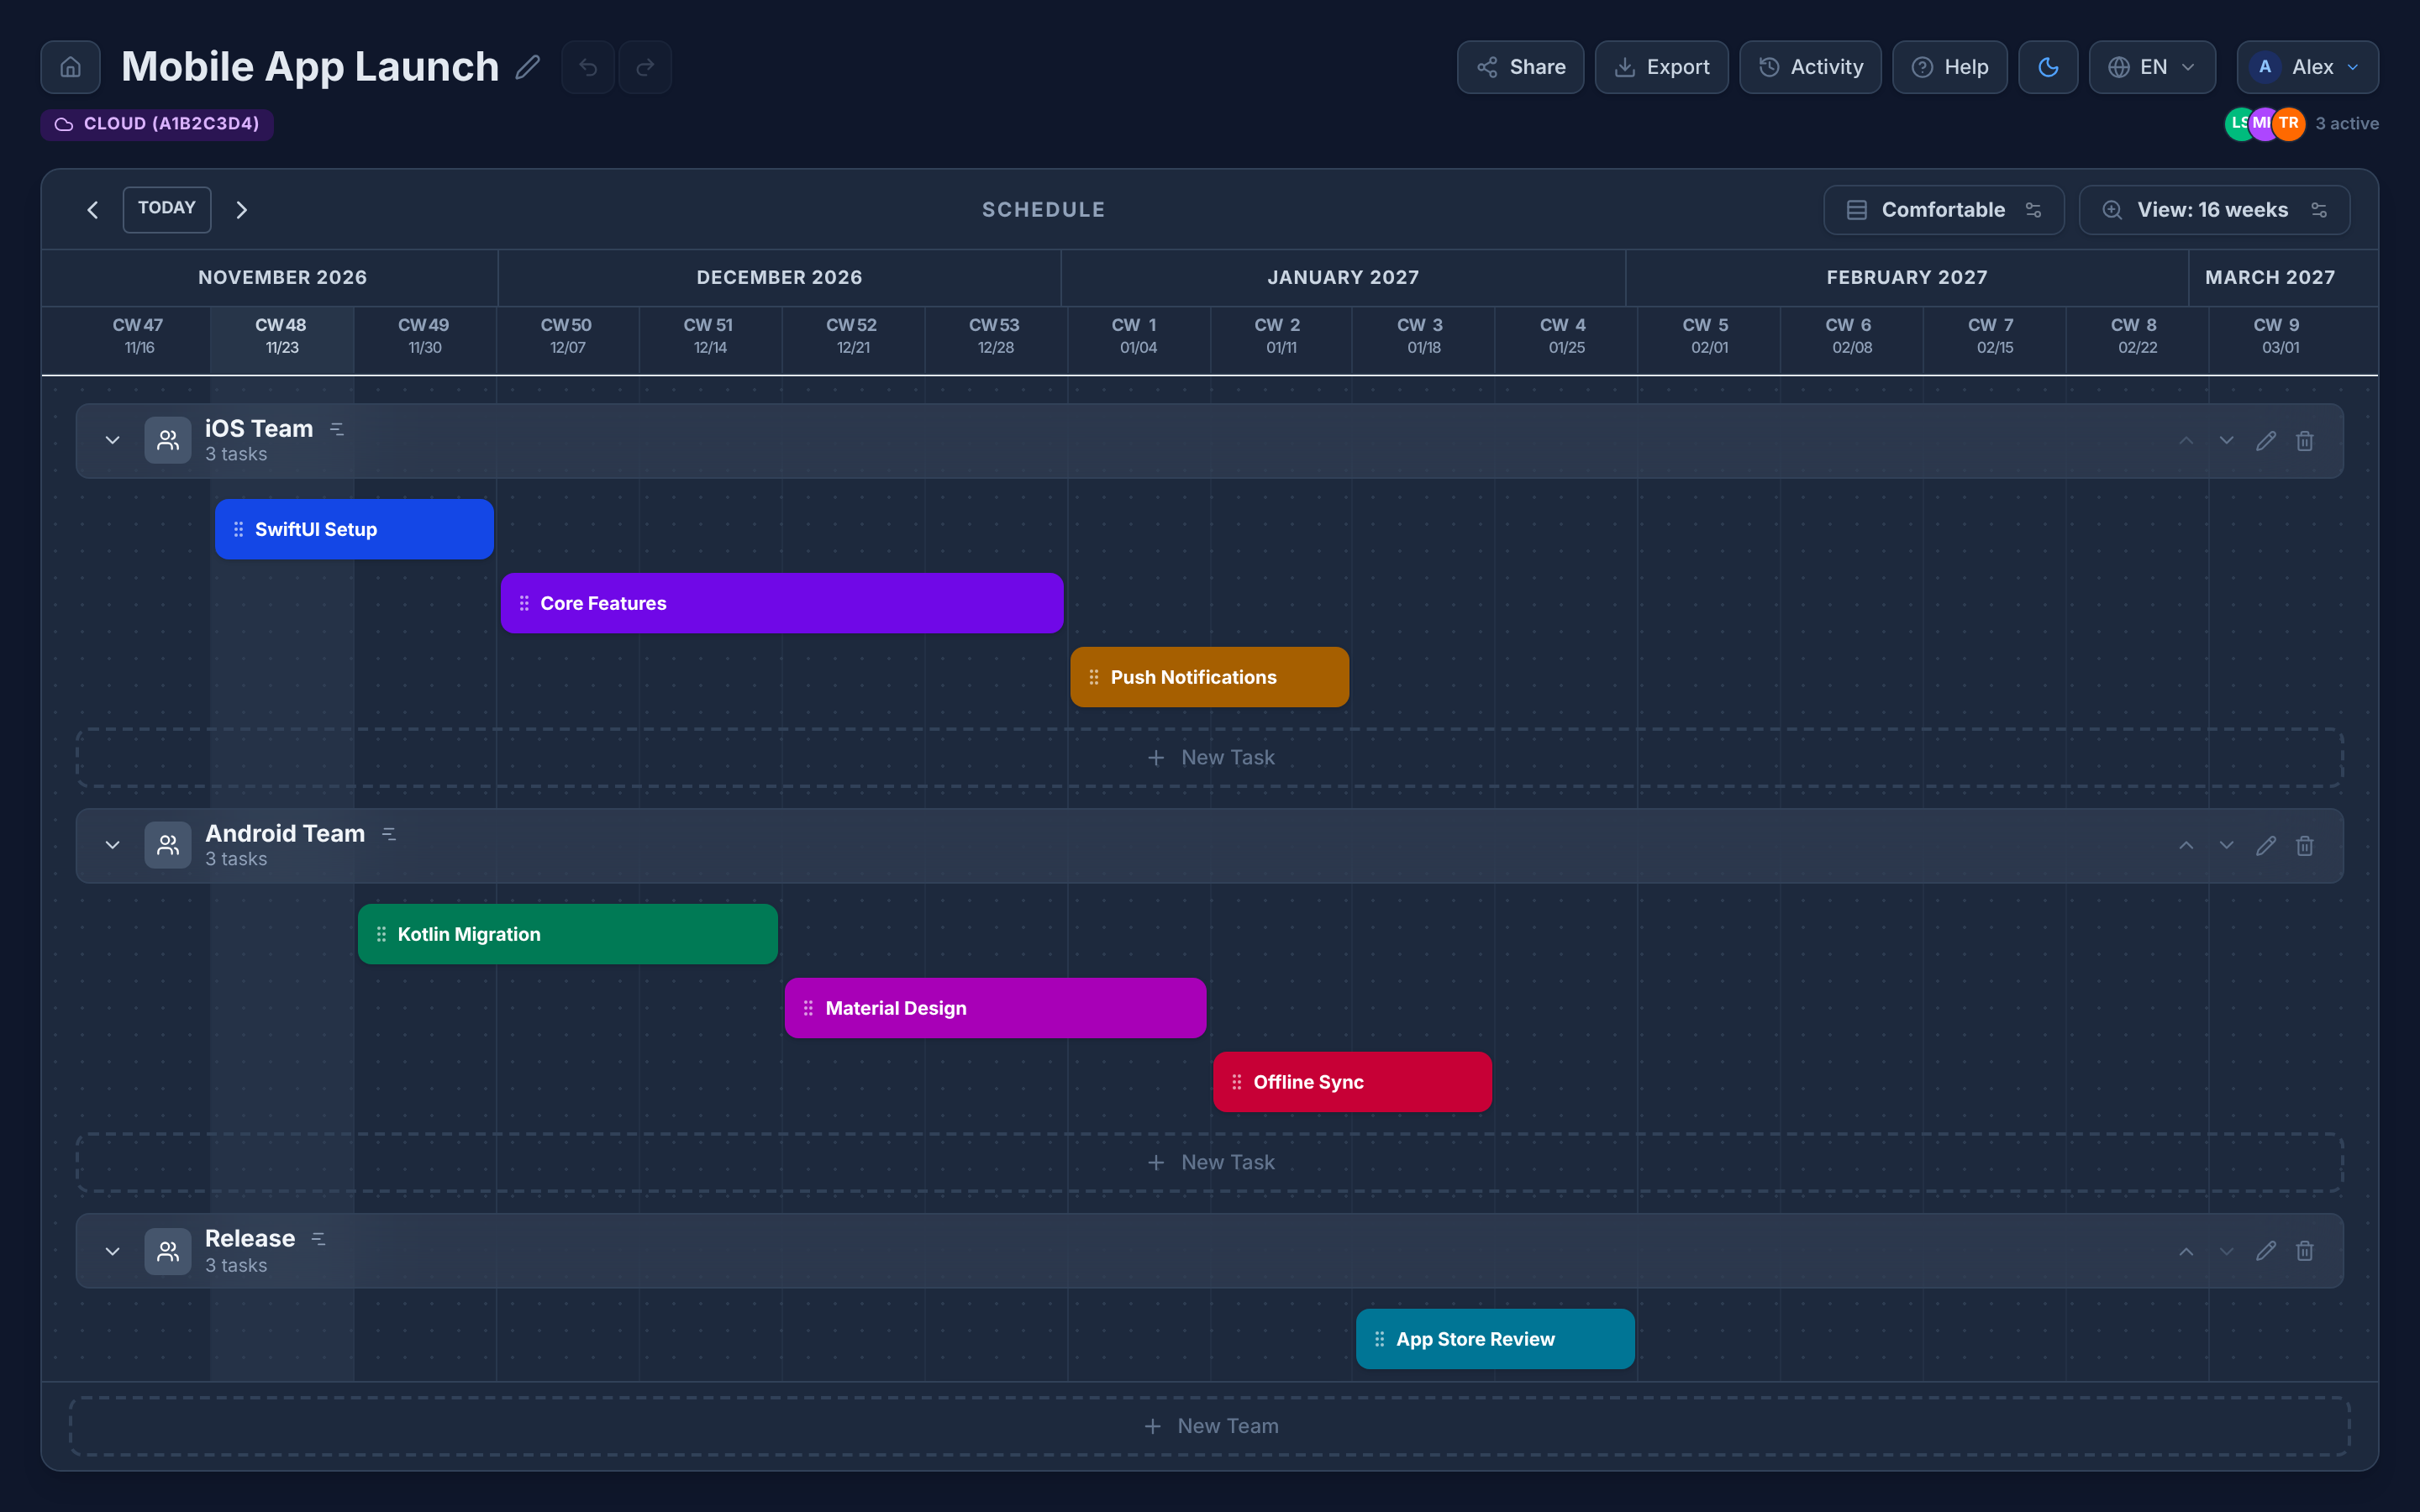 Mobile App Launch
Share
Export
Activity
Help
EN
A
Alex
CLOUD (A1B2C3D4)
TR
3 active
TODAY
SCHEDULE
Comfortable
View: 16 weeks
NOVEMBER 2026
DECEMBER 2026
JANUARY 2027
FEBRUARY 2027
MARCH 2027
CW 47
CW 48
CW 49
CW 50
CW 51
CW 52
CW 53
CW 1
CW 2
CW 3
CW 4
CW 5
CW 6
CW 7
CW 8
CW 9
11/16
11/23
11/30
12/07
12/14
12/21
12/28
01/04
01/11
01/18
01/25
02/01
02/08
02/15
02/22
03/01
iOS Team
3 tasks
SwiftUI Setup
Core Features
Push Notifications
New Task
Android Team
3 tasks
Kotlin Migration
Material Design
Offline Sync
New Task
Release
3 tasks
App Store Review
New Team